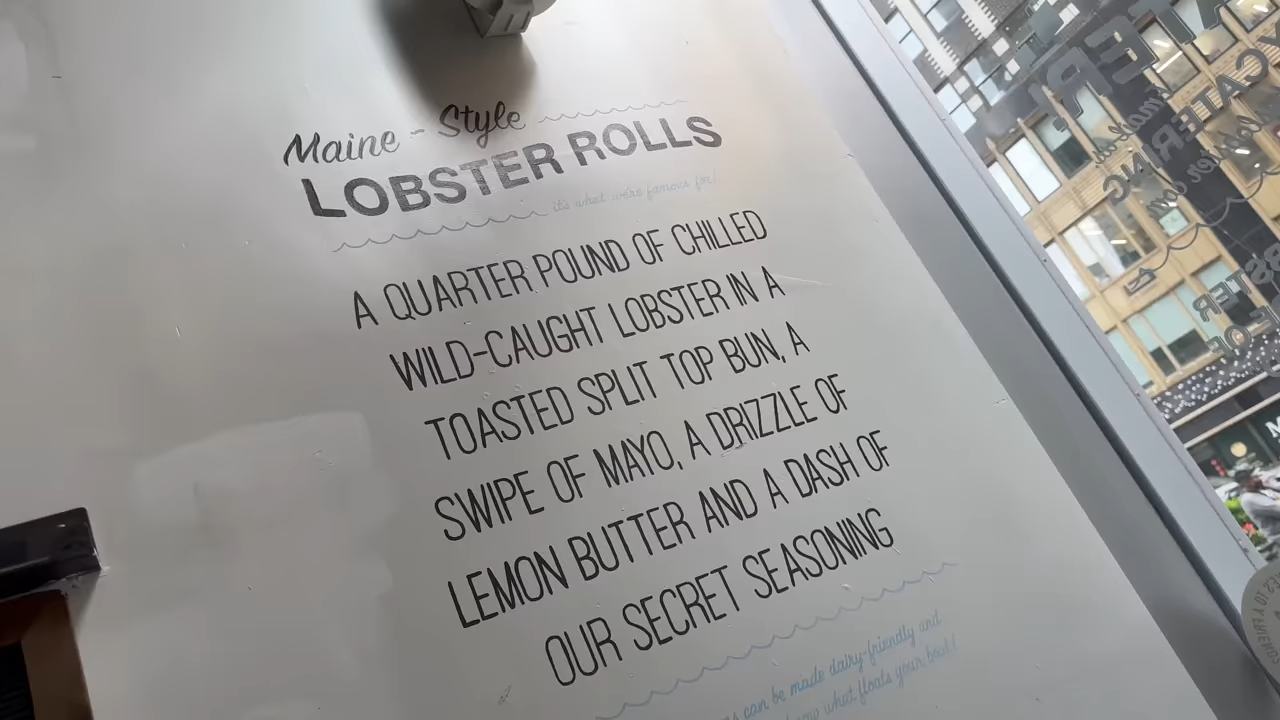 Maine - Style
LOBSTER ROLLS
it's what we're famous for!
A QUARTER POUND OF CHILLED
WILD-CAUGHT LOBSTER IN A
TOASTED SPLIT TOP BUN, A
SWIPE OF MAYO, A DRIZZLE OF
LEMON BUTTER AND A DASH OF
OUR SECRET SEASONING
can be made dairy-friendly and
what floats your boat!